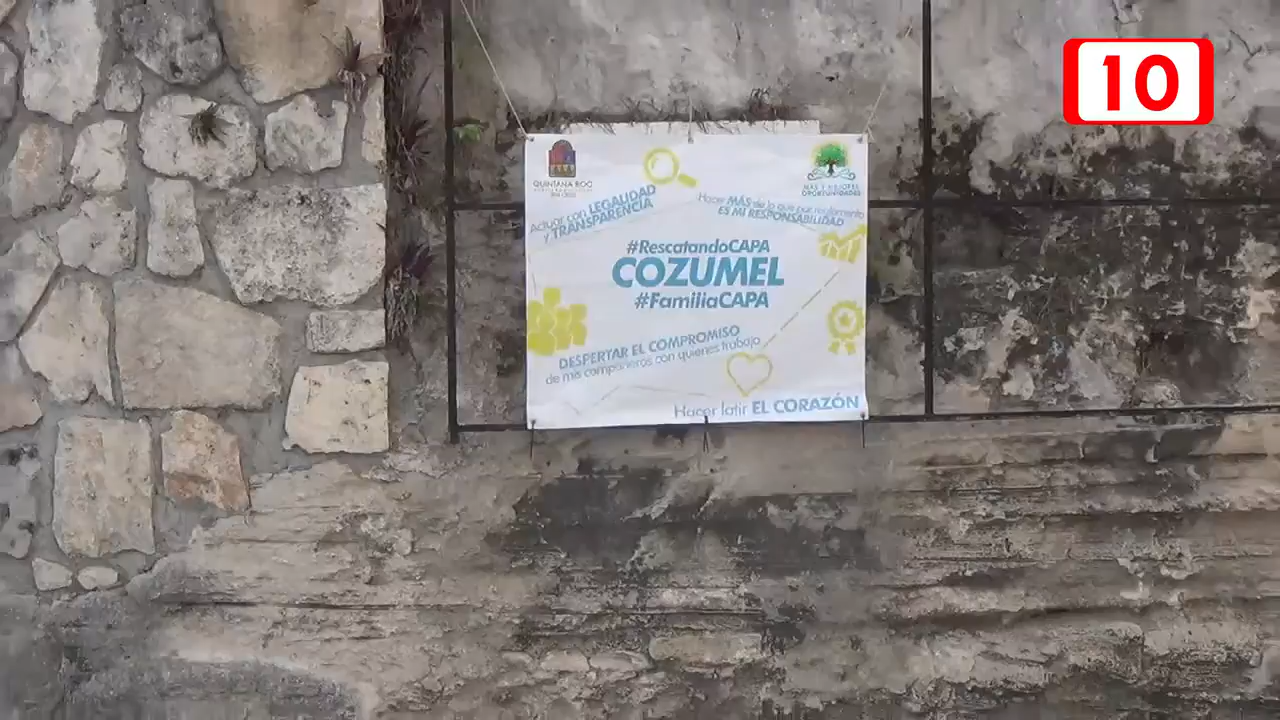 10
QUINTANA ROO
MÁS Y MEJORES
OPORTUNIDADES
Actuar con LEGALIDAD
y TRANSPARENCIA
Hacer MÁS de lo que por reglamento
ES MI RESPONSABILIDAD
#RescatandoCAPA
COZUMEL
#FamiliaCAPA
DESPERTAR EL COMPROMISO
de mis compañeros con quienes trabajo
Hacer latir EL CORAZÓN